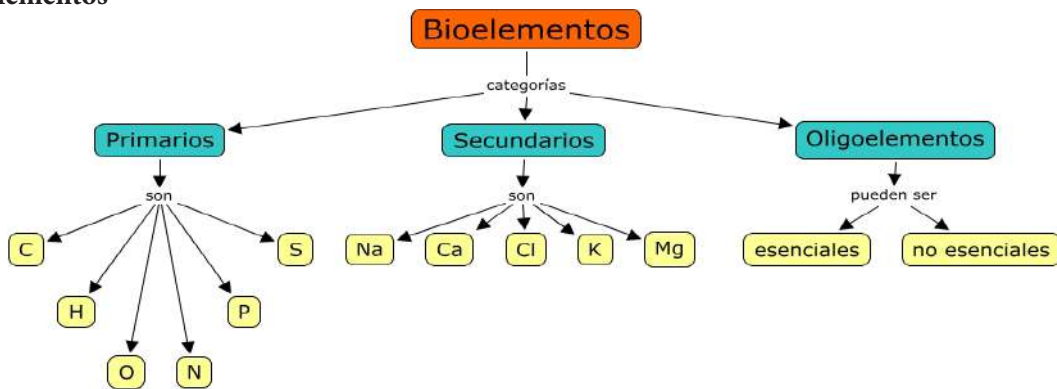 Bioelementos
categorías
Primarios
Secundarios
Oligoelementos
son
son
pueden ser
C
S
Na
Ca
Cl
K
Mg
esenciales
no esenciales
H
P
O
N